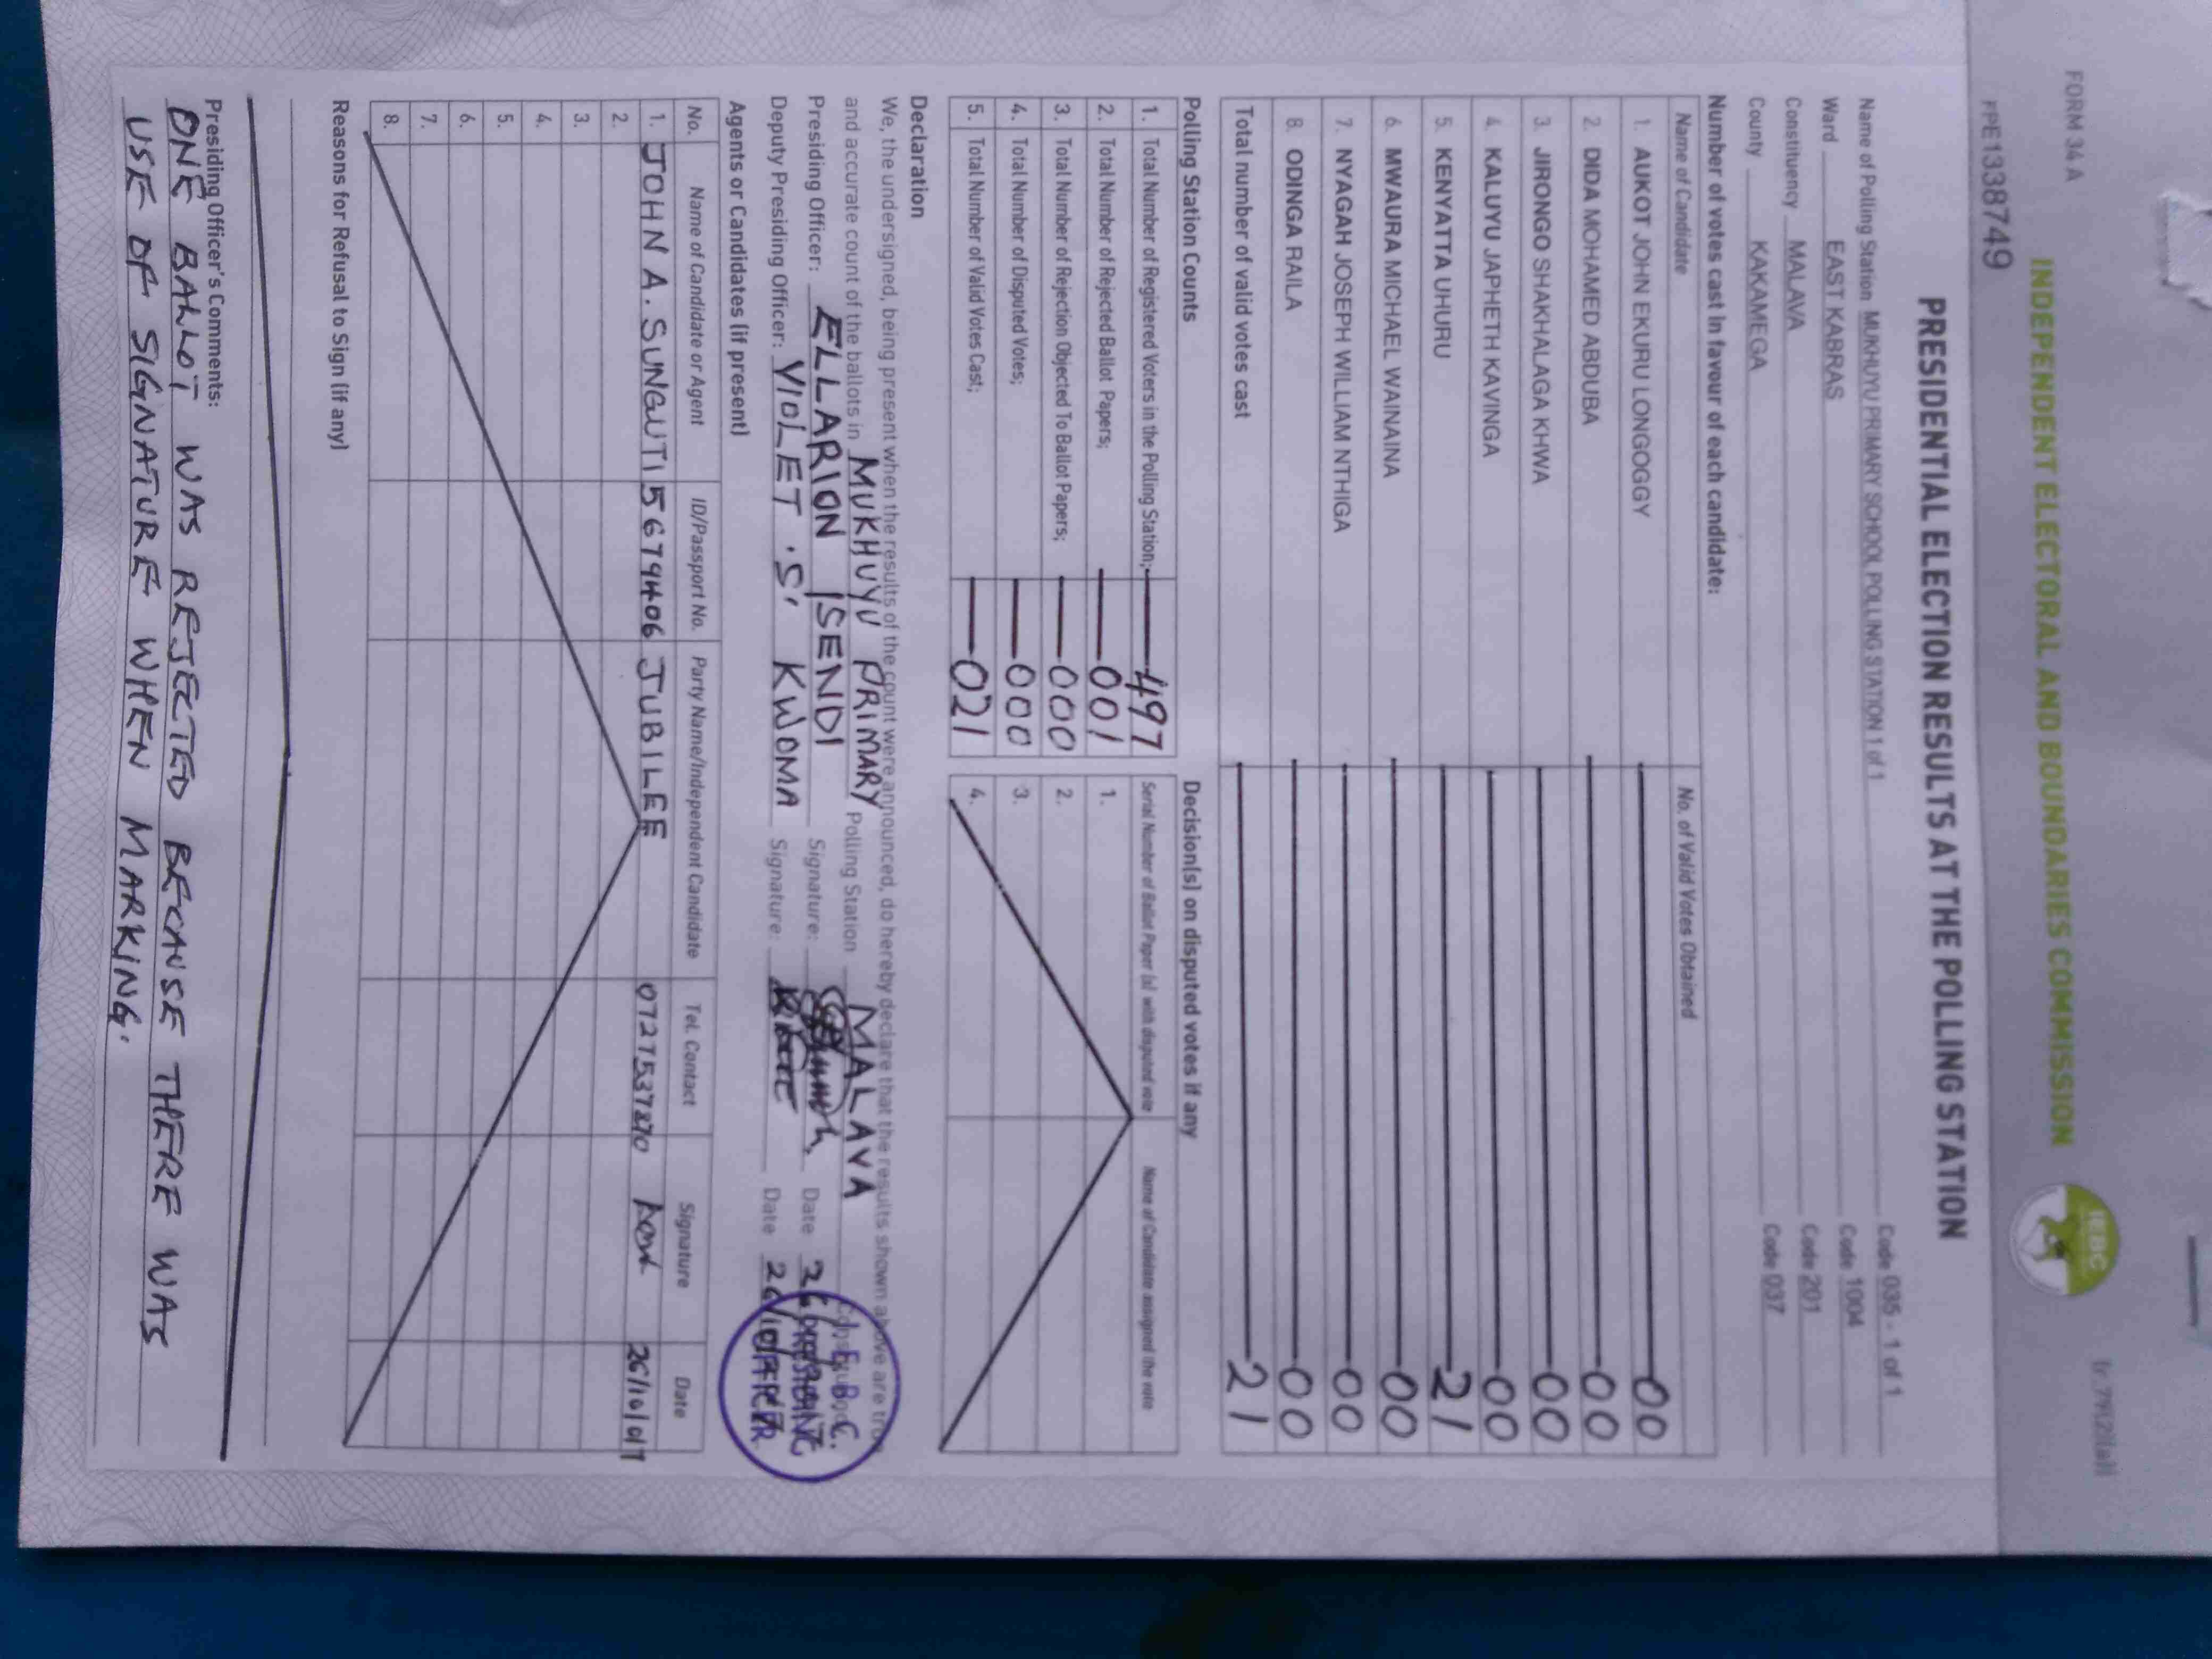 FORM 34 A
INDEPENDENT ELECTORAL AND BOUNDARIES COMMISSION
IEBC
FPE1338749
PRESIDENTIAL ELECTION RESULTS AT THE POLLING STATION
Name of Polling Station MUKHUYU PRIMARY SCHOOL POLLING STATION 1 of 1 Code 035 - 1 of 1
Ward EAST KABRAS Code 1004
Constituency MALAVA Code 201
County KAKAMEGA Code 037
Number of votes cast in favour of each candidate:
Name of Candidate No. of Valid Votes Obtained
1. AUKOT JOHN EKURU LONGOGGY 00
2. DIDA MOHAMED ABDUBA 00
3. JIRONGO SHAKHALAGA KHWA 00
4. KALUYU JAPHETH KAVINGA 00
5. KENYATTA UHURU 21
6. MWAURA MICHAEL WAINAINA 00
7. NYAGAH JOSEPH WILLIAM NTHIGA 00
8. ODINGA RAILA 00
Total number of valid votes cast 21
Polling Station Counts Decision(s) on disputed votes if any
1. Total Number of Registered Voters in the Polling Station; 497
2. Total Number of Rejected Ballot Papers; 001
3. Total Number of Rejection Objected To Ballot Papers; 000
4. Total Number of Disputed Votes; 000
5. Total Number of Valid Votes Cast; 021
Serial Number of Ballot Paper (s) with disputed vote Name of Candidate assigned the vote
1.
2.
3.
4.
Declaration
We, the undersigned, being present when the results of the count were announced, do hereby declare that the results shown above are true
and accurate count of the ballots in MUKHUYU PRIMARY Polling Station MALAVA
Presiding Officer: ELLARION ISENDI Signature: Date
Deputy Presiding Officer: VIOLET .S' KWOMA Signature: Date
I.E.B.C.
PRESIDING
OFFICER
Agents or Candidates (if present)
No. Name of Candidate or Agent ID/Passport No. Party Name/Independent Candidate Tel. Contact Signature Date
1. JOHN A. SUNGUTI 5679406 JUBILEE 0727537870
2.
3.
4.
5.
6.
7.
8.
Reasons for Refusal to Sign (if any)
Presiding Officer's Comments:
ONE BALLOT WAS REJECTED BECAUSE THERE WAS
USE OF SIGNATURE WHEN MARKING.